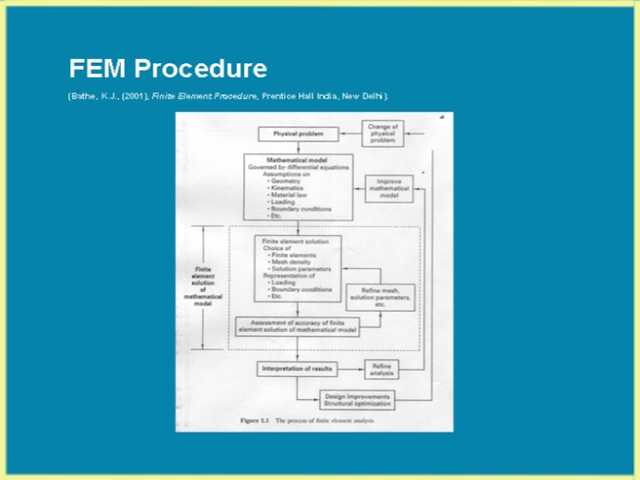 FEM Procedure
(Bathe, K.J., (2001), Finite Element Procedure, Prentice Hall India, New Delhi).
Physical problem
Change of
physical
problem
Mathematical model
Governed by differential equations
Assumptions on
• Geometry
• Kinematics
• Material law
• Loading
• Boundary conditions
• Etc.
Improve
mathematical
model
Finite
element
solution
of
mathematical
model
Finite element solution
Choice of
• Finite elements
• Mesh density
• Solution parameters
Representation of
• Loading
• Boundary conditions
• Etc.
Refine mesh,
solution parameters,
etc.
Assessment of accuracy of finite
element solution of mathematical model
Interpretation of results
Refine
analysis
Design improvements
Structural optimization
Figure 1.1 The process of finite element analysis